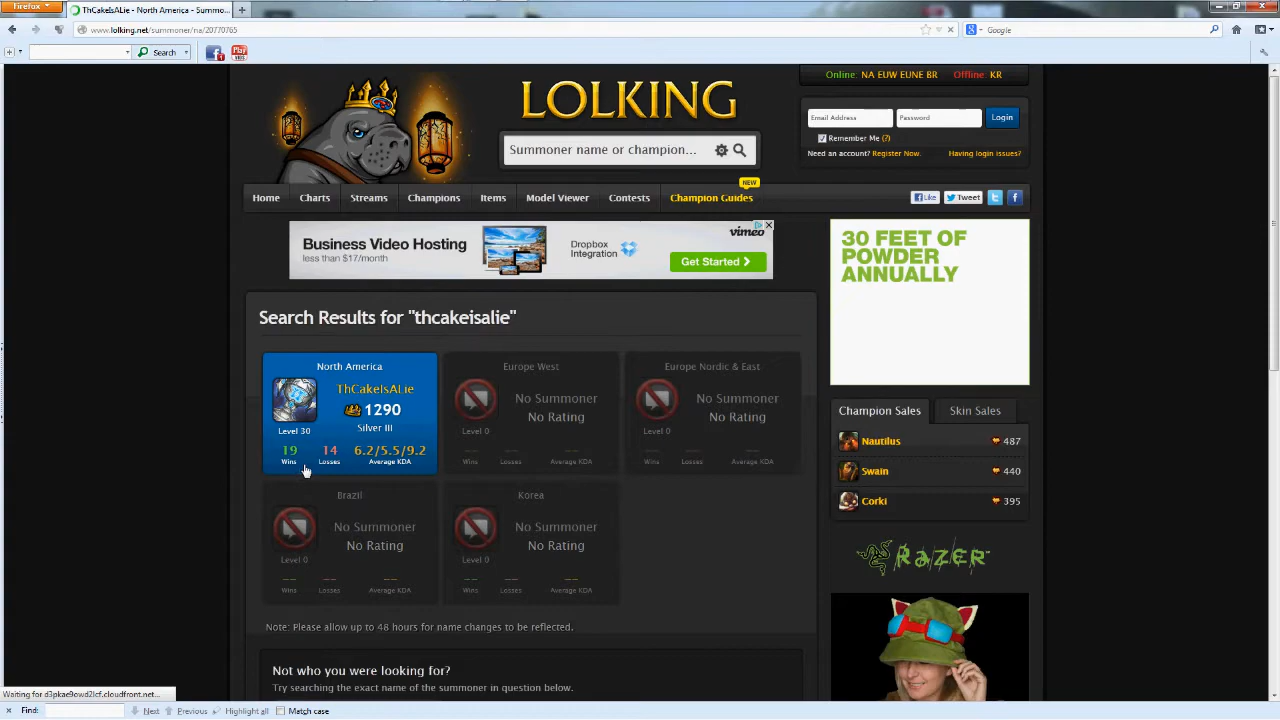 Firefox
ThCakeIsALie - North America - Summo...
www.lolking.net/summoner/na/20770765
Google
Search
Play
LOLKING
Online: NA EUW EUNE BR Offline: KR
Email Address
Password
Login
Remember Me (?)
Need an account? Register Now.
Having login issues?
Summoner name or champion...
NEW
Home
Charts
Streams
Champions
Items
Model Viewer
Contests
Champion Guides
Like
Tweet
Business Video Hosting
less than $17/month
Dropbox
Integration
vimeo
Get Started
30 FEET OF
POWDER
ANNUALLY
Search Results for "thcakeisalie"
North America
ThCakeIsALie
1290
Silver III
Level 30
19
14
6.2/5.5/9.2
Wins
Losses
Average KDA
Europe West
No Summoner
No Rating
Level 0
-- -- --
Wins
Losses
Average KDA
Europe Nordic & East
No Summoner
No Rating
Level 0
-- -- --
Wins
Losses
Average KDA
Brazil
No Summoner
No Rating
Level 0
-- -- --
Wins
Losses
Average KDA
Korea
No Summoner
No Rating
Level 0
-- -- --
Wins
Losses
Average KDA
Note: Please allow up to 48 hours for name changes to be reflected.
Not who you were looking for?
Try searching the exact name of the summoner in question below.
Champion Sales
Skin Sales
Nautilus
487
Swain
440
Corki
395
RAZER
Waiting for d3pkae9owd2lcf.cloudfront.net...
Find:
Next
Previous
Highlight all
Match case